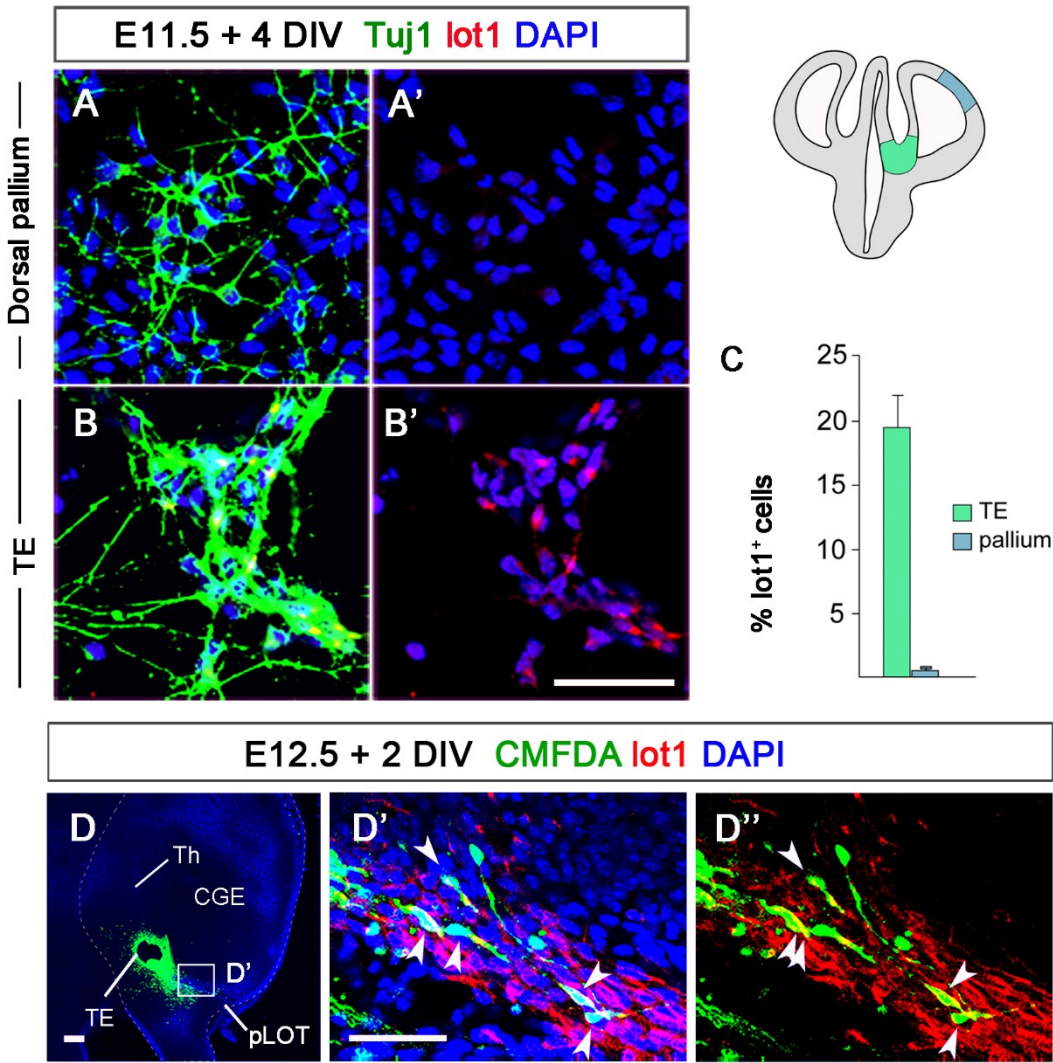 E11.5 + 4 DIV Tuj1 lot1 DAPI
Dorsal pallium
A
A'
TE
B
B'
C
25
20
15
10
5
% lot1⁺ cells
TE
pallium
E12.5 + 2 DIV CMFDA lot1 DAPI
D
Th
CGE
D'
TE
pLOT
D'
D''